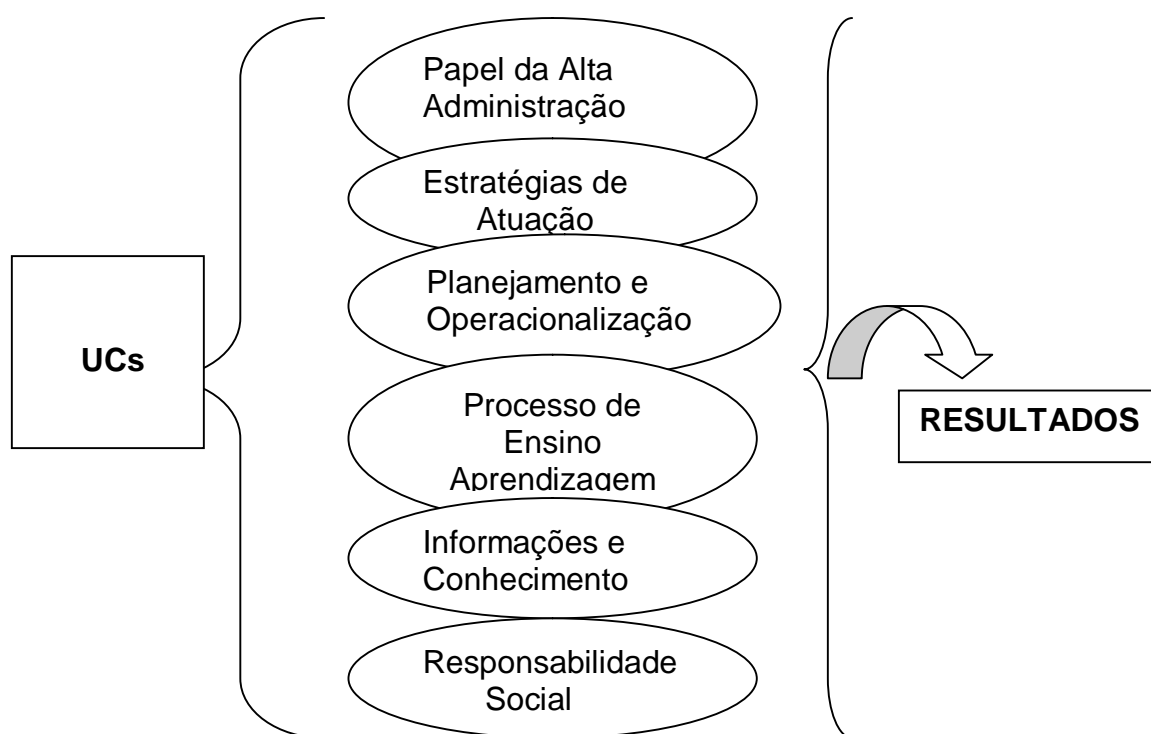 Papel da Alta
Administração
Estratégias de
Atuação
Planejamento e
Operacionalização
UCs
Processo de
Ensino
Aprendizagem
RESULTADOS
Informações e
Conhecimento
Responsabilidade
Social